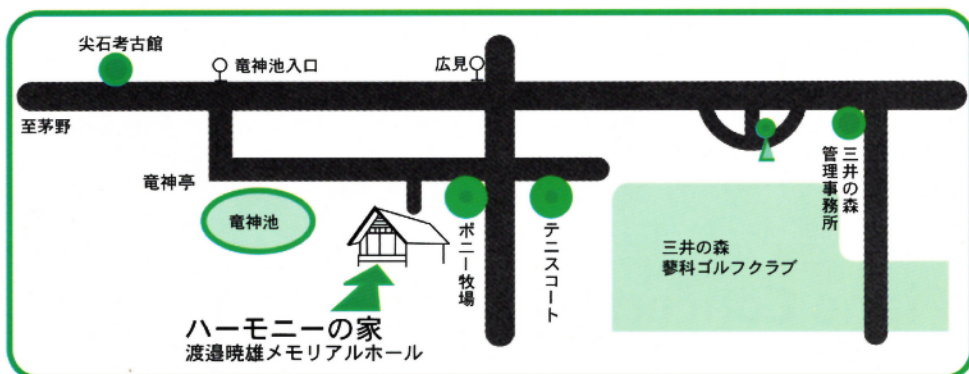 尖石考古館
竜神池入口
広見
至茅野
竜神亭
竜神池
ポニー牧場
テニスコート
三井の森
管理事務所
三井の森
蓼科ゴルフクラブ
ハーモニーの家
渡邉暁雄メモリアルホール